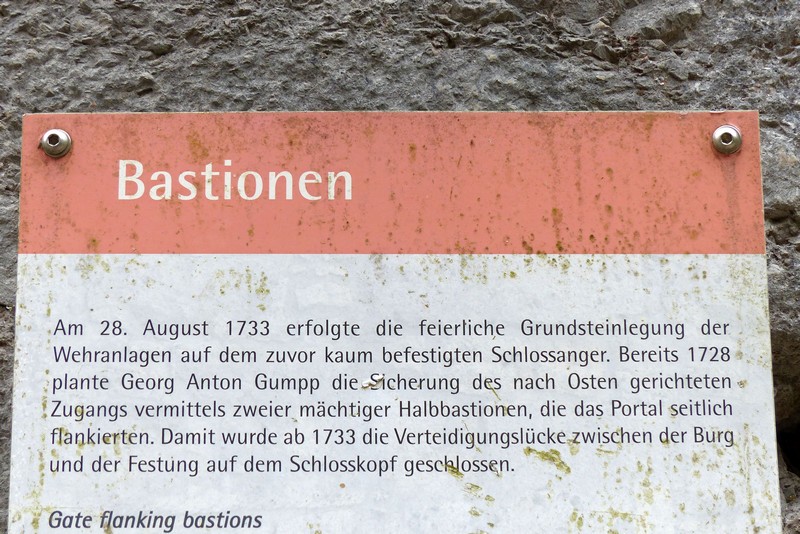 Bastionen
Am 28. August 1733 erfolgte die feierliche Grundsteinlegung der
Wehranlagen auf dem zuvor kaum befestigten Schlossanger. Bereits 1728
plante Georg Anton Gumpp die Sicherung des nach Osten gerichteten
Zugangs vermittels zweier mächtiger Halbbastionen, die das Portal seitlich
flankierten. Damit wurde ab 1733 die Verteidigungslücke zwischen der Burg
und der Festung auf dem Schlosskopf geschlossen.
Gate flanking bastions